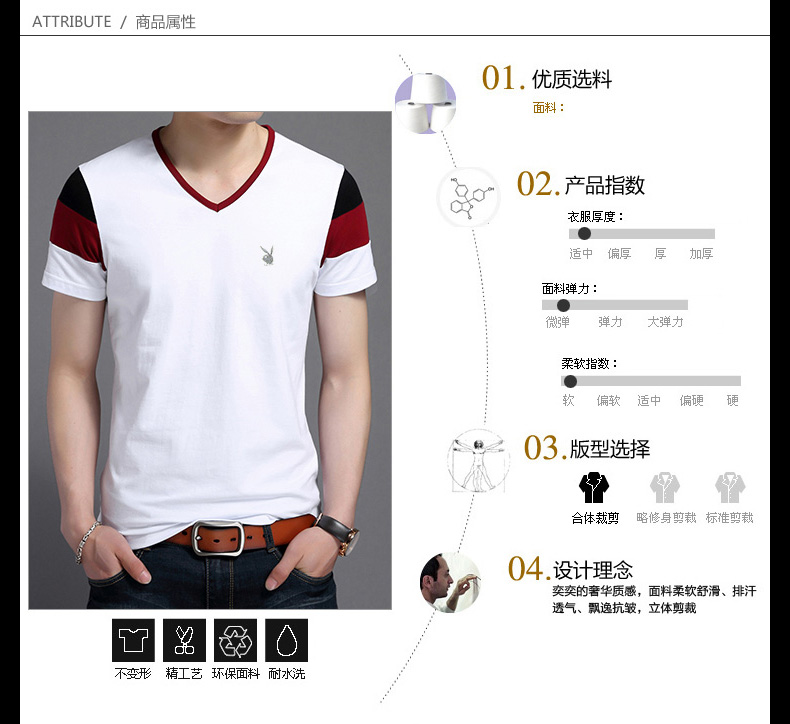 ATTRIBUTE / 商品属性
01. 优质选料
面料：
02. 产品指数
衣服厚度：
适中 偏厚 厚 加厚
面料弹力：
微弹 弹力 大弹力
柔软指数：
软 偏软 适中 偏硬 硬
03. 版型选择
合体裁剪 略修身剪裁 标准剪裁
04. 设计理念
奕奕的奢华质感，面料柔软舒滑、排汗
透气、飘逸抗皱，立体剪裁
不变形 精工艺 环保面料 耐水洗